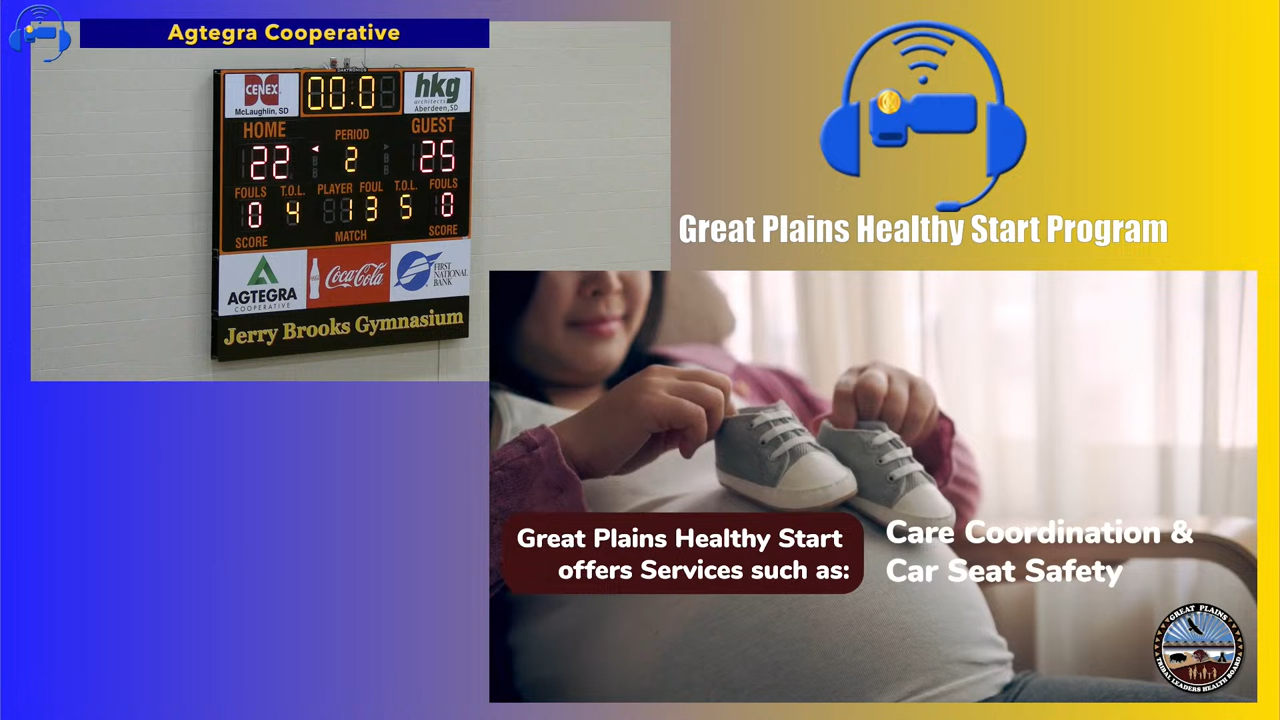 Agtegra Cooperative
CENEX
McLaughlin, SD
DAKTRONICS
00.0
hkg
architects
Aberdeen, SD
HOME
PERIOD
GUEST
22
2
25
FOULS
T.O.L.
PLAYER
FOUL
T.O.L.
FOULS
0
4
13
5
0
SCORE
MATCH
SCORE
AGTEGRA
COOPERATIVE
Coca-Cola
FIRST
NATIONAL
BANK
Jerry Brooks Gymnasium
Great Plains Healthy Start Program
Great Plains Healthy Start
offers Services such as:
Care Coordination &
Car Seat Safety
GREAT PLAINS
TRIBAL LEADERS HEALTH BOARD